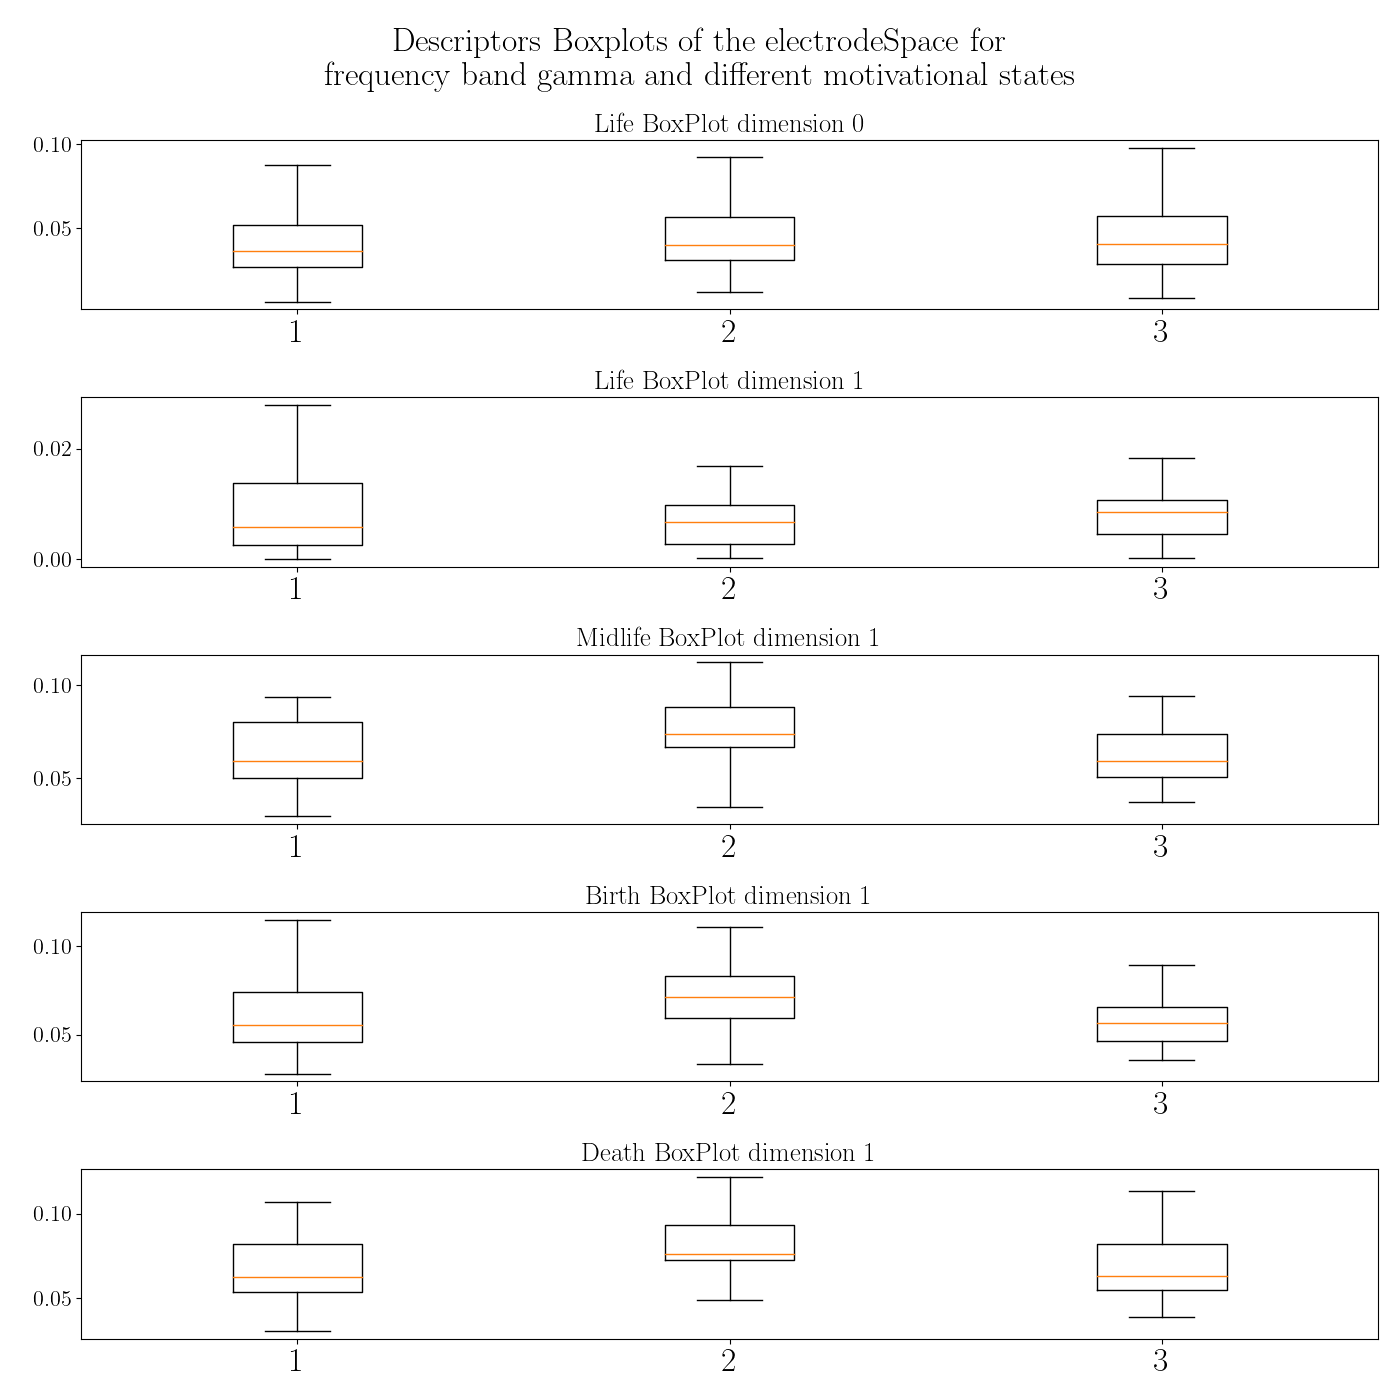 Descriptors Boxplots of the electrodeSpace for
frequency band gamma and different motivational states
Life BoxPlot dimension 0
0.10
0.05
1 2 3
Life BoxPlot dimension 1
0.02
0.00
1 2 3
Midlife BoxPlot dimension 1
0.10
0.05
1 2 3
Birth BoxPlot dimension 1
0.10
0.05
1 2 3
Death BoxPlot dimension 1
0.10
0.05
1 2 3